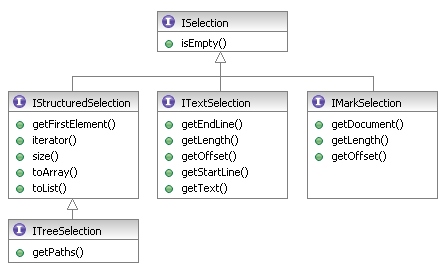 I ISelection
isEmpty()
I IStructuredSelection
getFirstElement()
iterator()
size()
toArray()
toList()
I ITextSelection
getEndLine()
getLength()
getOffset()
getStartLine()
getText()
I IMarkSelection
getDocument()
getLength()
getOffset()
I ITreeSelection
getPaths()